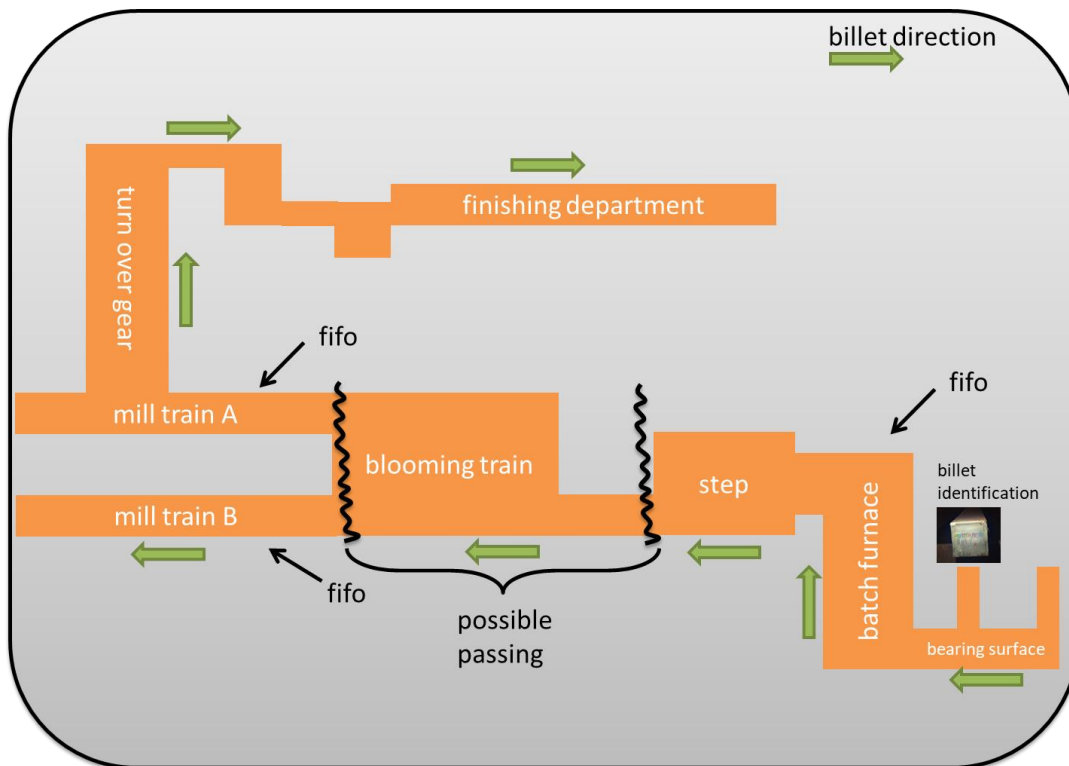 billet direction
turn over gear
finishing department
fifo
fifo
mill train A
billet
identification
blooming train
step
mill train B
batch furnace
fifo
possible
passing
bearing surface